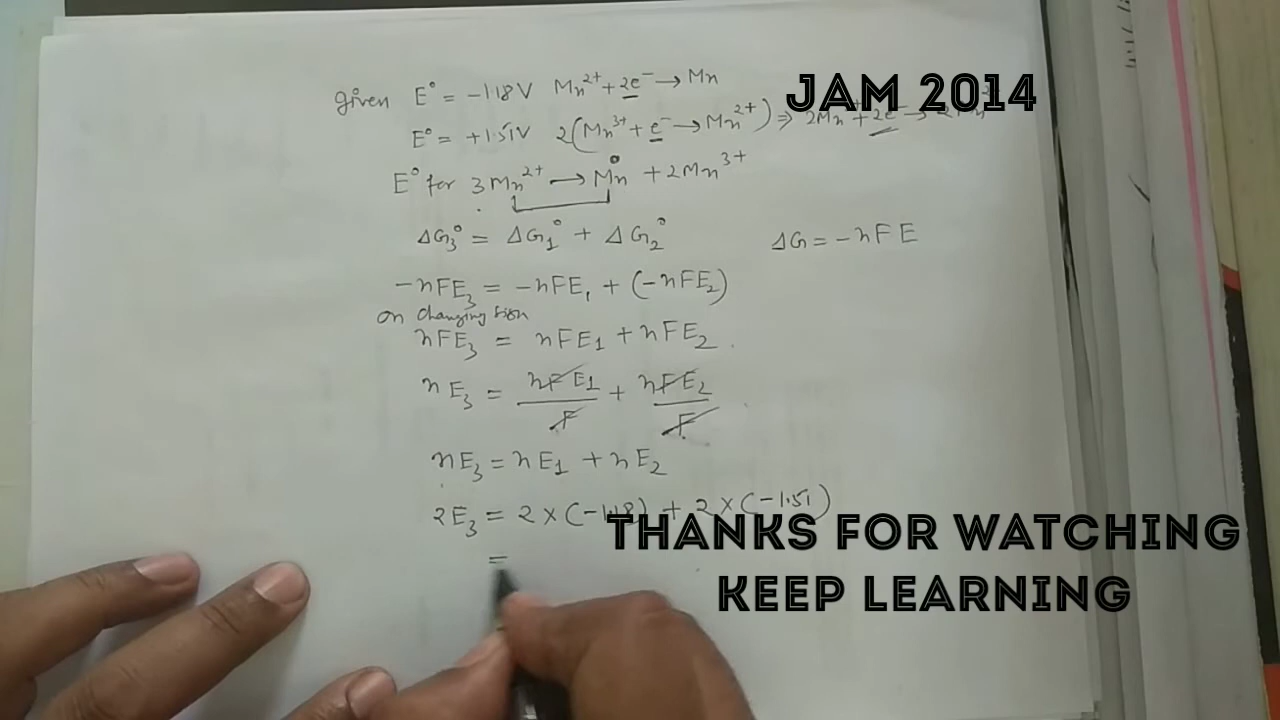 JAM 2014
given E° = -1.18V Mn²⁺ + 2e⁻ → Mn
E° = +1.51V 2(Mn³⁺ + e⁻ → Mn²⁺) ⇒ 2Mn + 2e⁻ →
E° for 3Mn²⁺ → Mn° + 2Mn³⁺
ΔG₃° = ΔG₁° + ΔG₂° ΔG = -nFE
-nFE₃ = -nFE₁ + (-nFE₂)
on changing sign
nFE₃ = nFE₁ + nFE₂
nE₃ = nFE₁/F + nFE₂/F
nE₃ = nE₁ + nE₂
2E₃ = 2 × (-1.18) + 2 × (-1.51)
=
THANKS FOR WATCHING
KEEP LEARNING